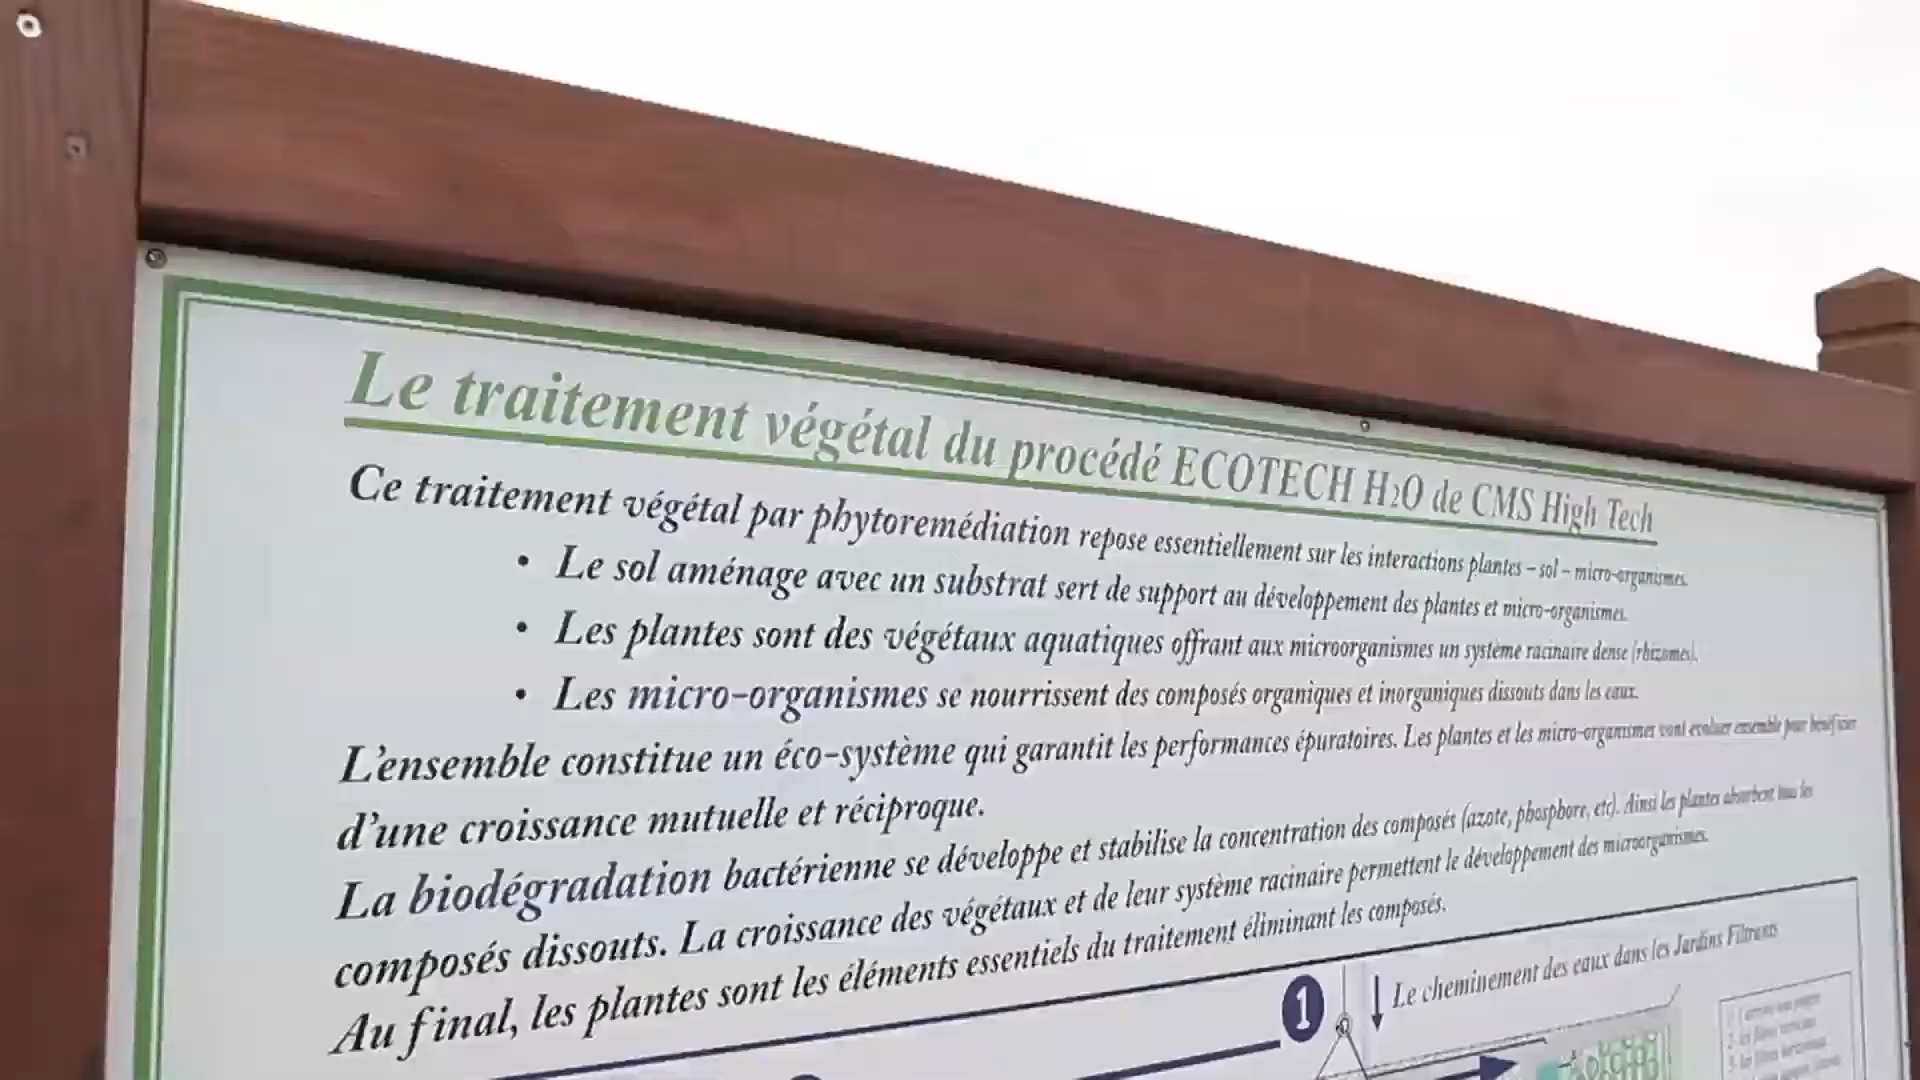 Le traitement végétal du procédé ECOTECH H₂O de CMS High Tech
Ce traitement végétal par phytoremédiation repose essentiellement sur les interactions plantes – sol – micro-organismes.
• Le sol aménage avec un substrat sert de support au développement des plantes et micro-organismes.
• Les plantes sont des végétaux aquatiques offrant aux microorganismes un système racinaire dense (rhizomes).
• Les micro-organismes se nourrissent des composés organiques et inorganiques dissouts dans les eaux.
L'ensemble constitue un éco-système qui garantit les performances épuratoires. Les plantes et les micro-organismes vont evoluer ensemble pour bénéficier
d'une croissance mutuelle et réciproque.
La biodégradation bactérienne se développe et stabilise la concentration des composés (azote, phosphore, etc). Ainsi les plantes absorbent tous les
composés dissouts. La croissance des végétaux et de leur système racinaire permettent le développement des microorganismes.
Au final, les plantes sont les éléments essentiels du traitement éliminant les composés.
1
Le cheminement des eaux dans les Jardins Filtrants